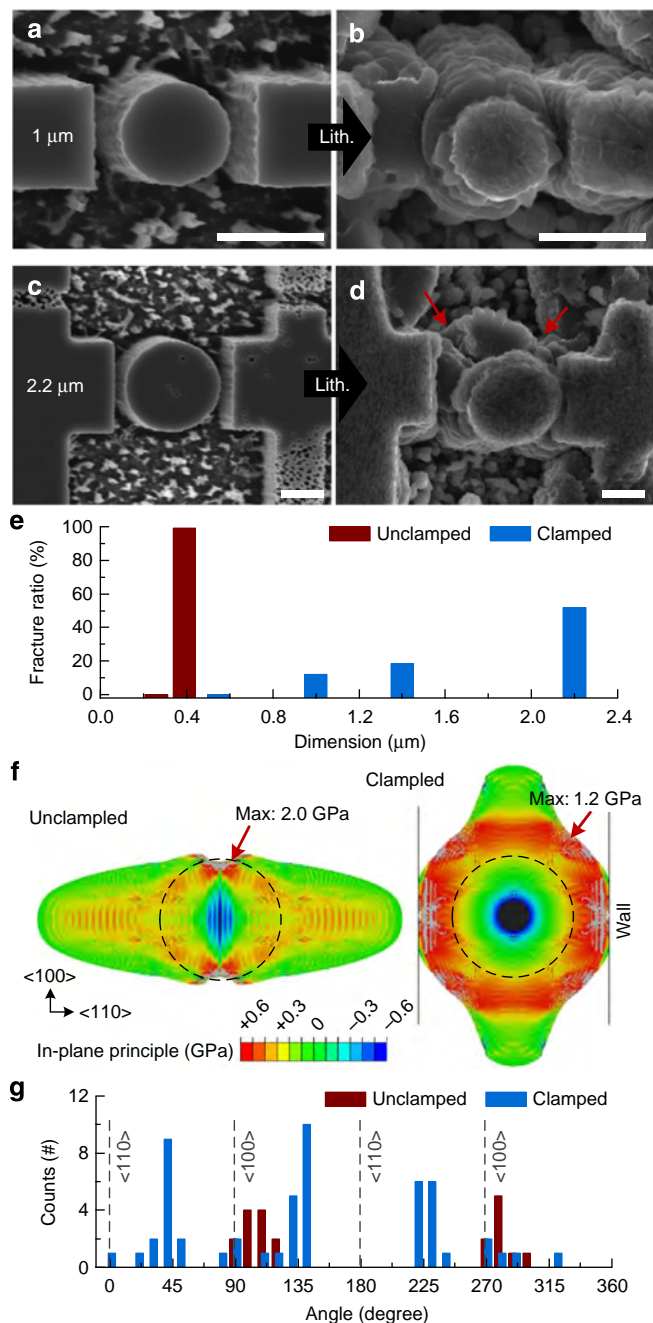 a
b
1 μm
Lith.
c
d
2.2 μm
Lith.
e
100
80
60
40
20
0
Fracture ratio (%)
Unclamped
Clamped
0.0
0.4
0.8
1.2
1.6
2.0
2.4
Dimension (μm)
f
Unclamped
Max: 2.0 GPa
Clampled
Max: 1.2 GPa
Wall
<100>
<110>
In-plane principle (GPa)
+0.6
+0.3
0
−0.3
−0.6
g
12
8
4
0
Counts (#)
Unclamped
Clamped
<110>
<100>
<110>
<100>
0
45
90
135
180
225
270
315
360
Angle (degree)